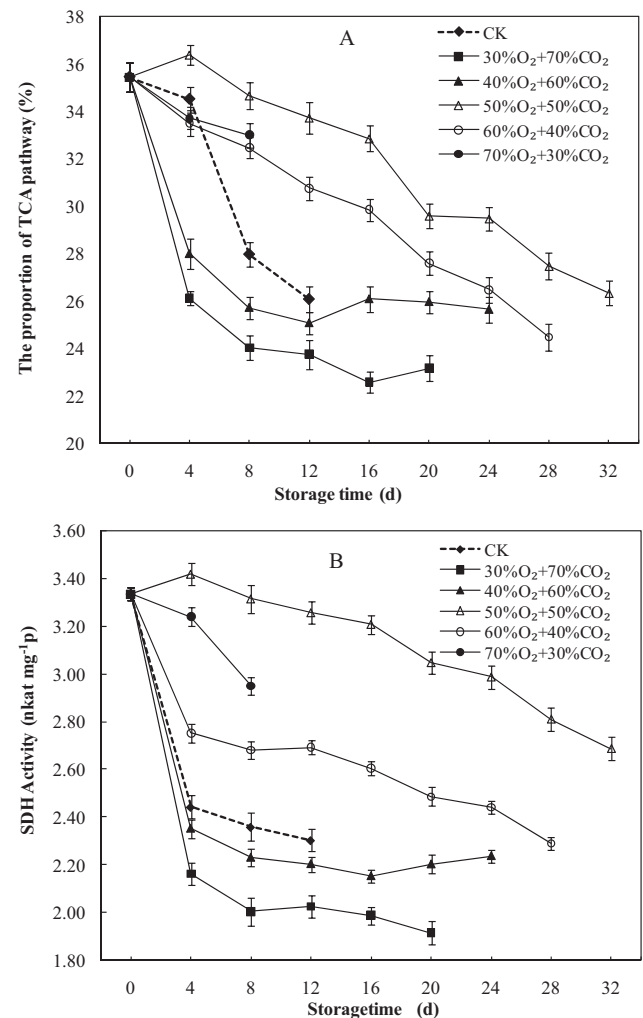 38
36
34
32
30
28
26
24
22
20
The proportion of TCA pathway (%)
A
CK
30%O₂+70%CO₂
40%O₂+60%CO₂
50%O₂+50%CO₂
60%O₂+40%CO₂
70%O₂+30%CO₂
0 4 8 12 16 20 24 28 32
Storage time (d)
3.60
3.40
3.20
3.00
2.80
2.60
2.40
2.20
2.00
1.80
SDH Activity (nkat mg⁻¹p)
B
CK
30%O₂+70%CO₂
40%O₂+60%CO₂
50%O₂+50%CO₂
60%O₂+40%CO₂
70%O₂+30%CO₂
0 4 8 12 16 20 24 28 32
Storagetime (d)